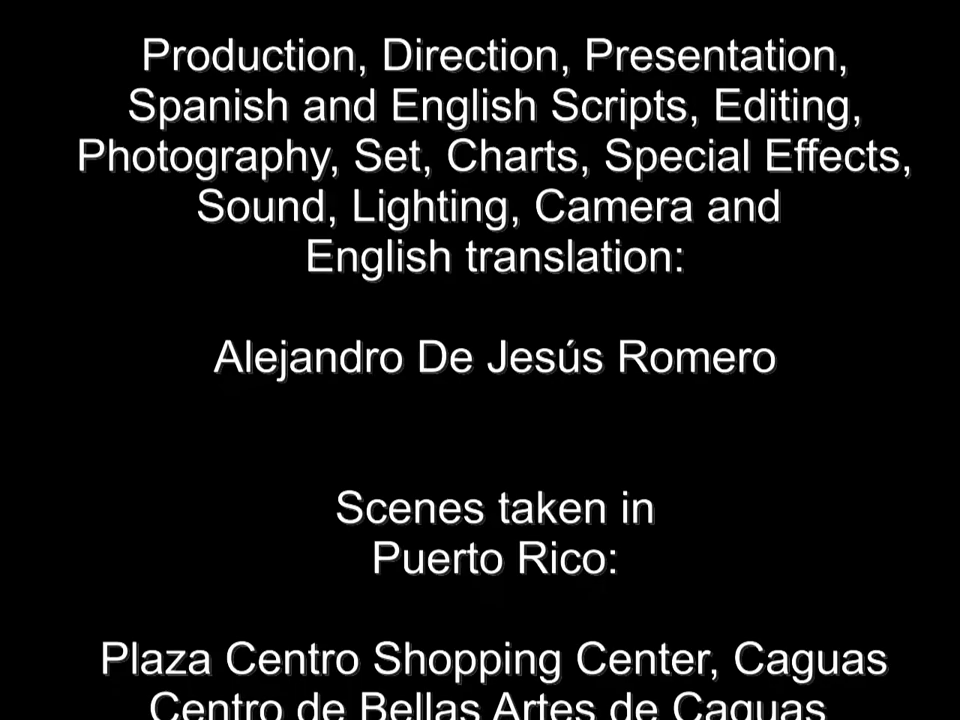 Production, Direction, Presentation,
Spanish and English Scripts, Editing,
Photography, Set, Charts, Special Effects,
Sound, Lighting, Camera and
English translation:
Alejandro De Jesús Romero
Scenes taken in
Puerto Rico:
Plaza Centro Shopping Center, Caguas
Centro de Bellas Artes de Caguas